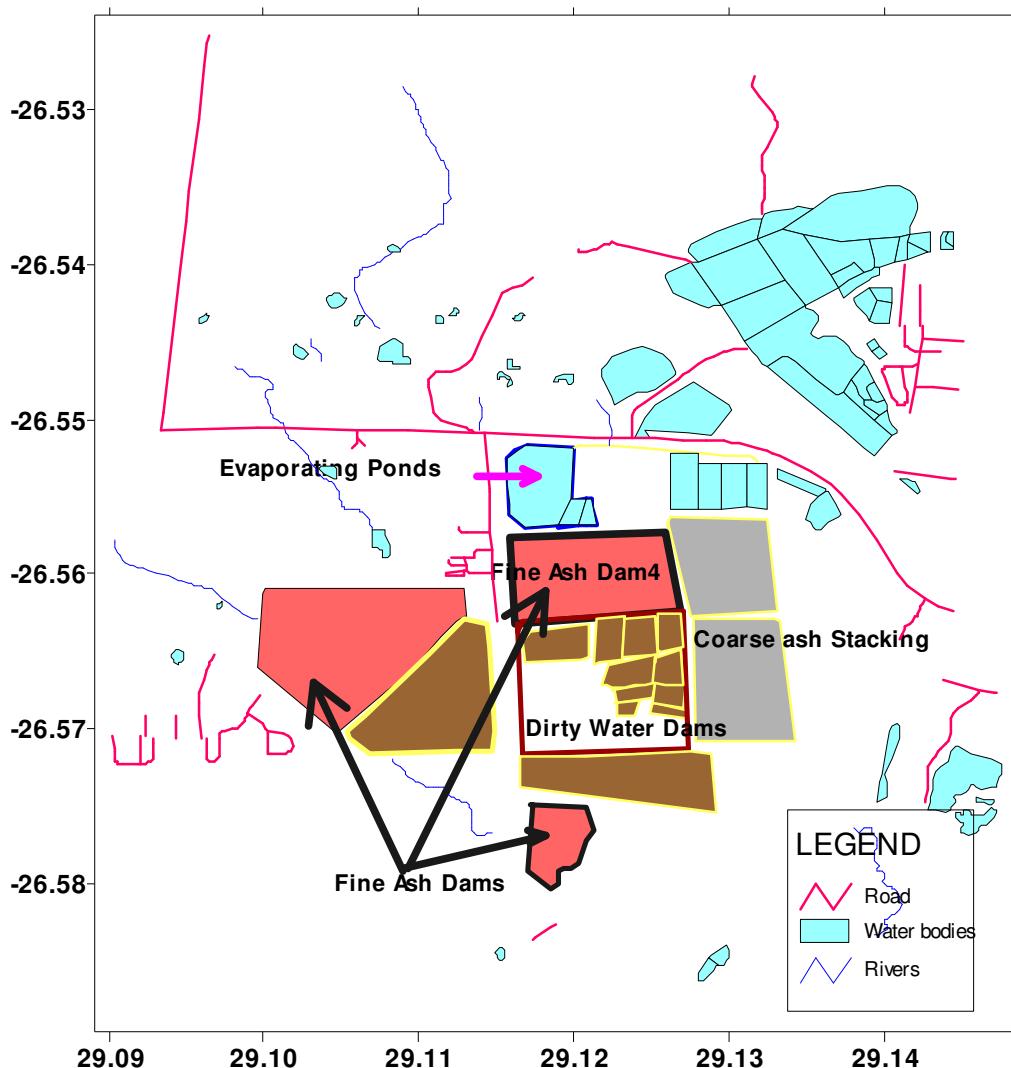 -26.53
-26.54
-26.55
Evaporating Ponds
-26.56
Fine Ash Dam4
Coarse ash Stacking
-26.57
Dirty Water Dams
LEGEND
-26.58
Fine Ash Dams
Road
Water bodies
Rivers
29.09 29.10 29.11 29.12 29.13 29.14